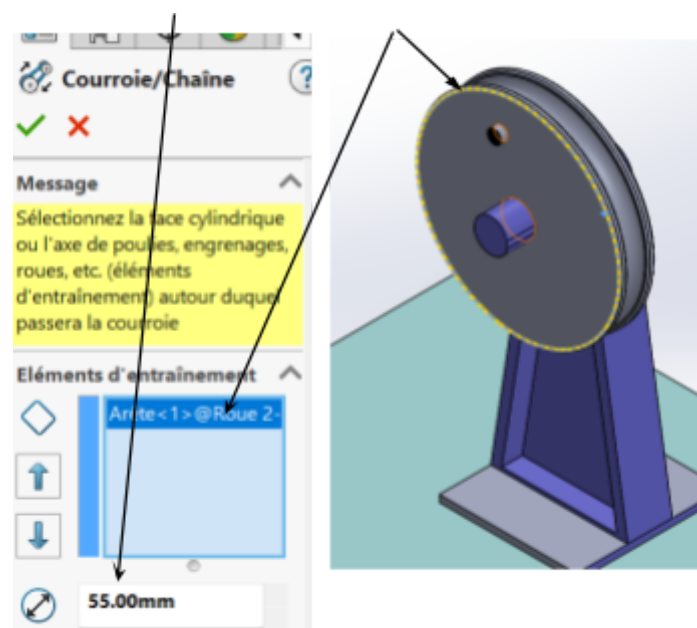 Courroie/Chaîne
Message
Sélectionnez la face cylindrique
ou l'axe de poulies, engrenages,
roues, etc. (éléments
d'entraînement) autour duquel
passera la courroie
Eléments d'entraînement
Arête<1>@Roue 2-
55.00mm